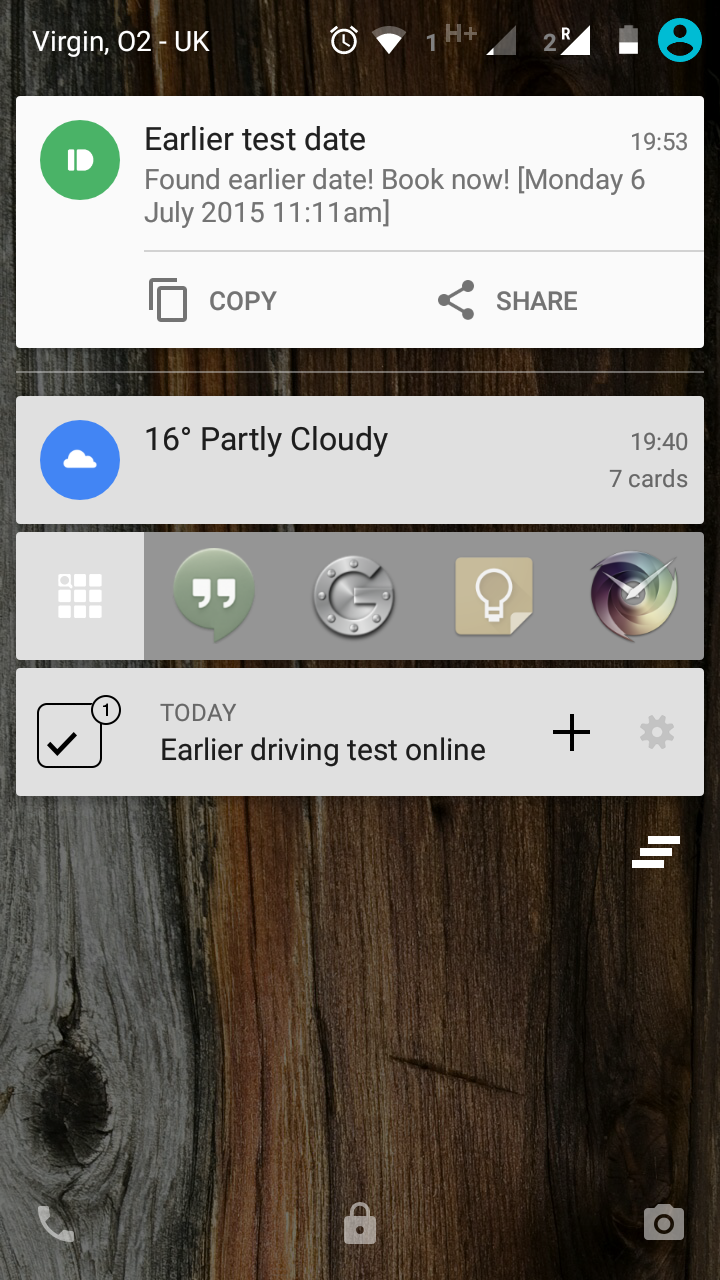 Virgin, O2 - UK
1 H+ 2 R
Earlier test date 19:53
Found earlier date! Book now! [Monday 6
July 2015 11:11am]
COPY SHARE
16° Partly Cloudy 19:40
7 cards
1
TODAY
Earlier driving test online